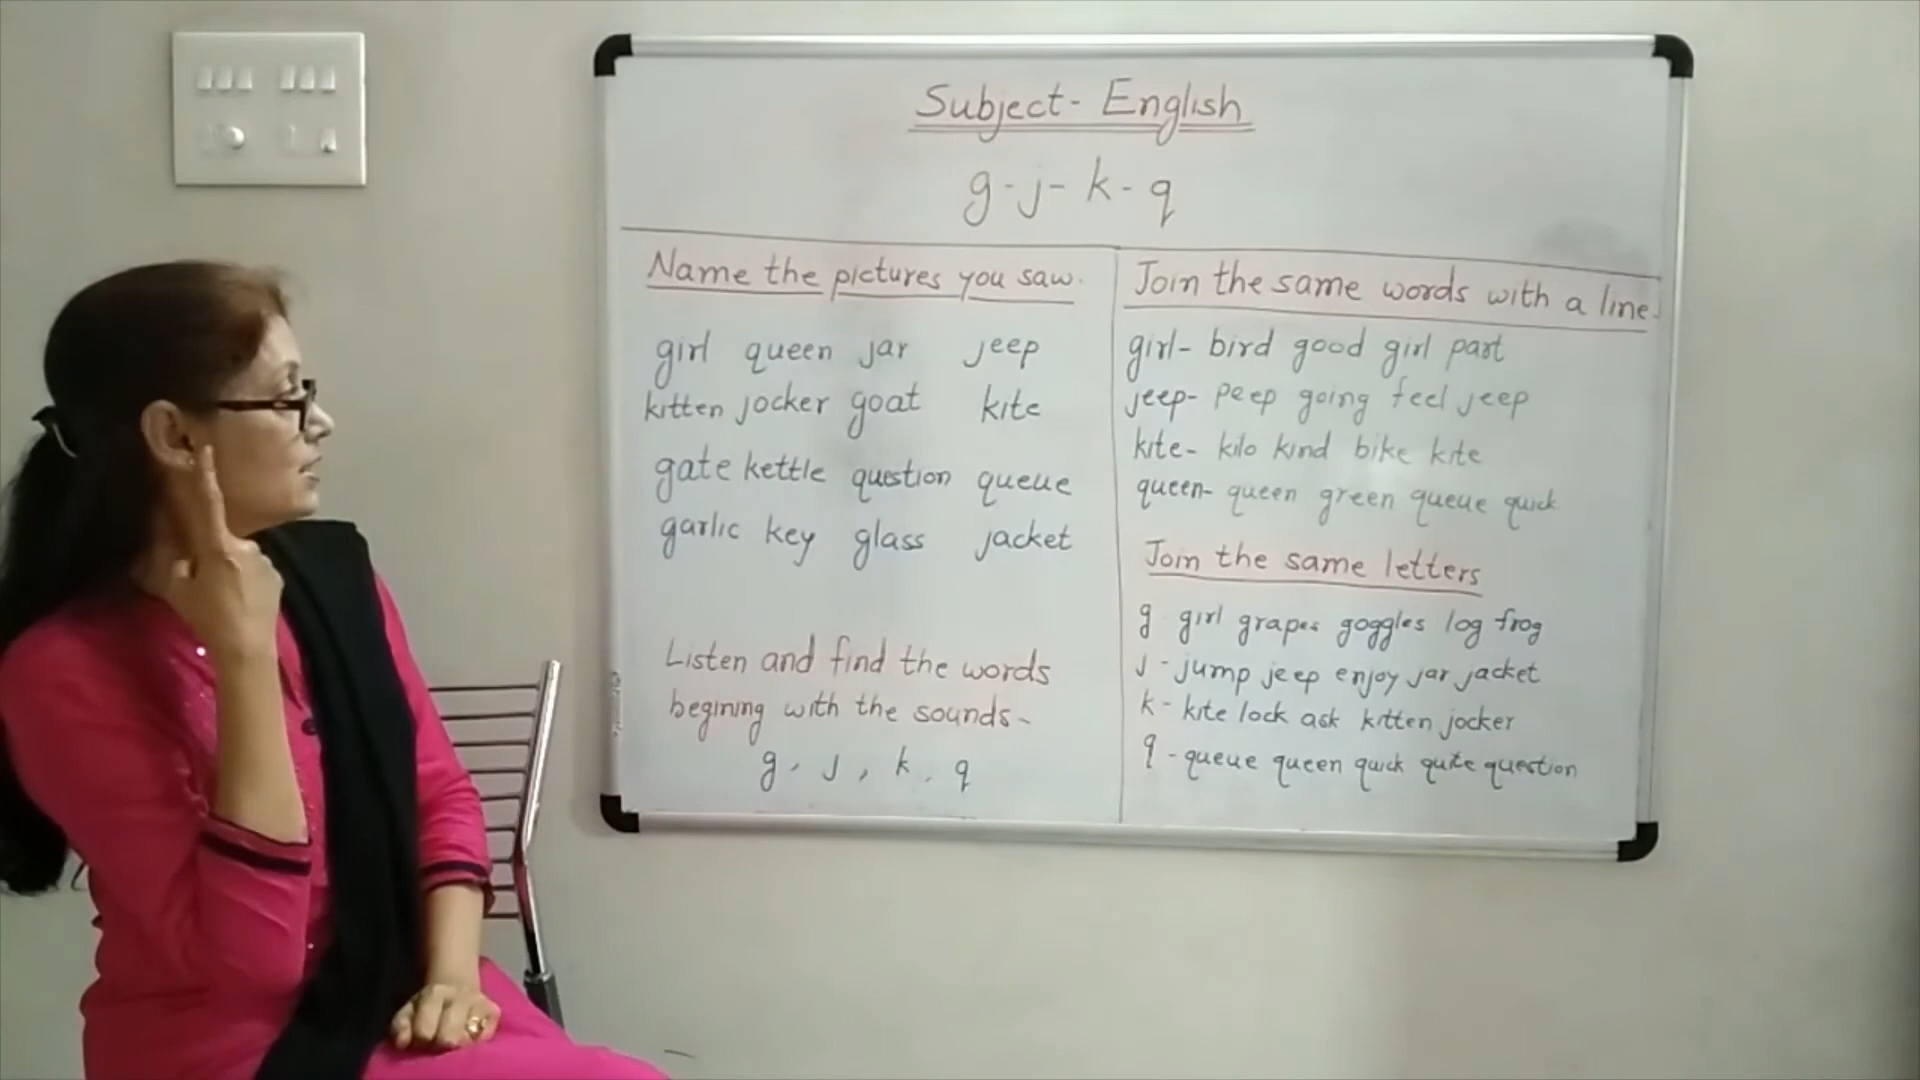 Subject- English
g-j-k-q
Name the pictures you saw.
girl queen jar jeep
kitten jocker goat kite
gate kettle question queue
garlic key glass jacket
Listen and find the words
begining with the sounds-
g, j, k, q
Join the same words with a line.
girl- bird good girl part
jeep- peep going feel jeep
kite- kilo kind bike kite
queen- queen green queue quick
Join the same letters
g girl grapes goggles log frog
j - jump jeep enjoy jar jacket
k - kite lock ask kitten jocker
q - queue queen quick quite question